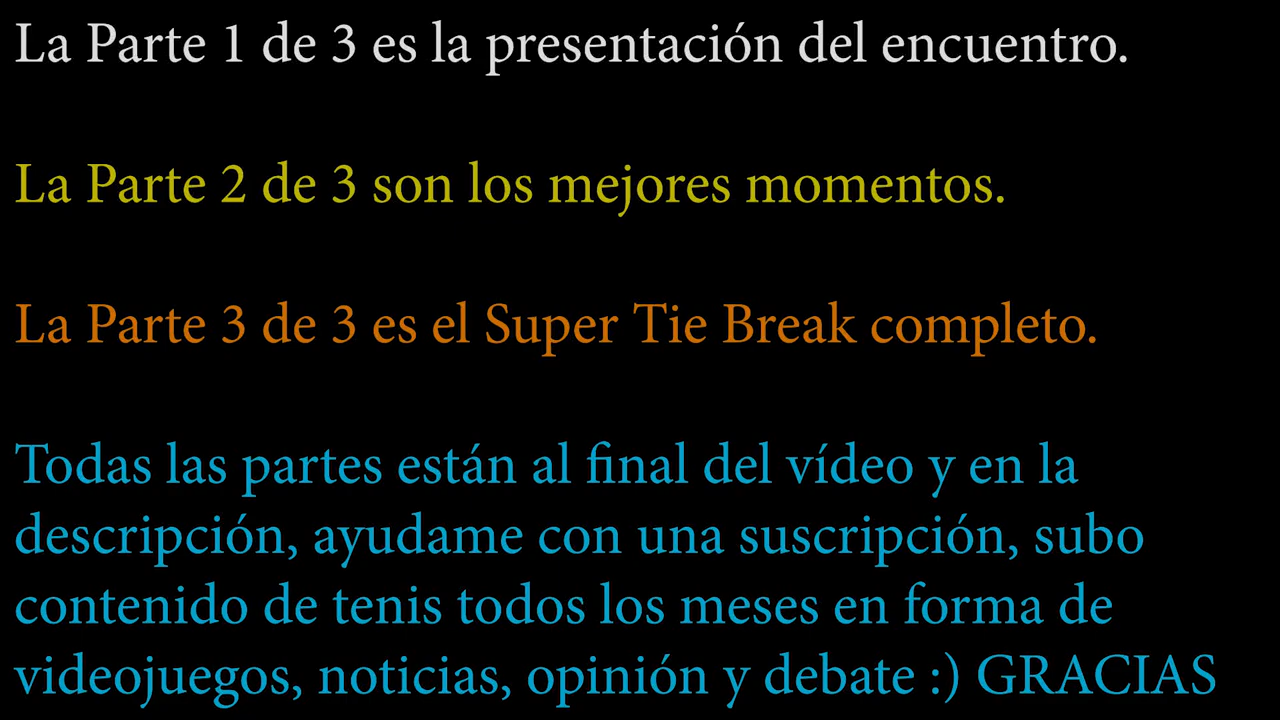 La Parte 1 de 3 es la presentación del encuentro.
La Parte 2 de 3 son los mejores momentos.
La Parte 3 de 3 es el Super Tie Break completo.
Todas las partes están al final del vídeo y en la
descripción, ayudame con una suscripción, subo
contenido de tenis todos los meses en forma de
videojuegos, noticias, opinión y debate :) GRACIAS